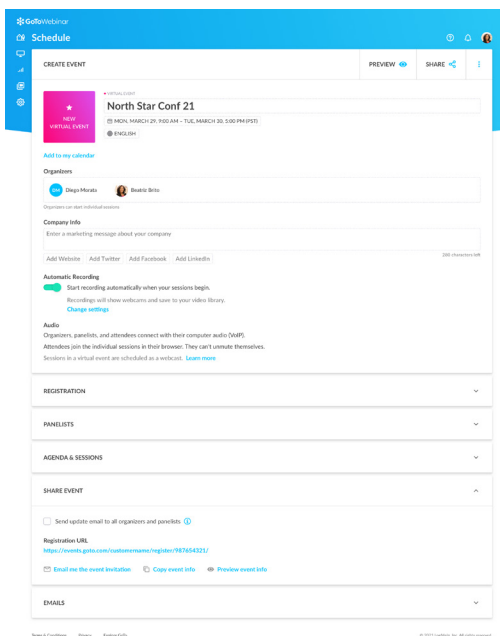 GoToWebinar
Schedule
CREATE EVENT
PREVIEW
SHARE
NEW
VIRTUAL EVENT
VIRTUAL EVENT
North Star Conf 21
MON, MARCH 29, 9:00 AM – TUE, MARCH 30, 5:00 PM (PST)
ENGLISH
Add to my calendar
Organizers
DM Diego Morata
Beatriz Brito
Organizers can start individual sessions
Company Info
Enter a marketing message about your company
Add Website Add Twitter Add Facebook Add LinkedIn
280 characters left
Automatic Recording
Start recording automatically when your sessions begin.
Recordings will show webcams and save to your video library.
Change settings
Audio
Organizers, panelists, and attendees connect with their computer audio (VoIP).
Attendees join the individual sessions in their browser. They can't unmute themselves.
Sessions in a virtual event are scheduled as a webcast. Learn more
REGISTRATION
PANELISTS
AGENDA & SESSIONS
SHARE EVENT
Send update email to all organizers and panelists
Registration URL
https://events.goto.com/customername/register/987654321/
Email me the event invitation Copy event info Preview event info
EMAILS
Terms & Conditions Privacy